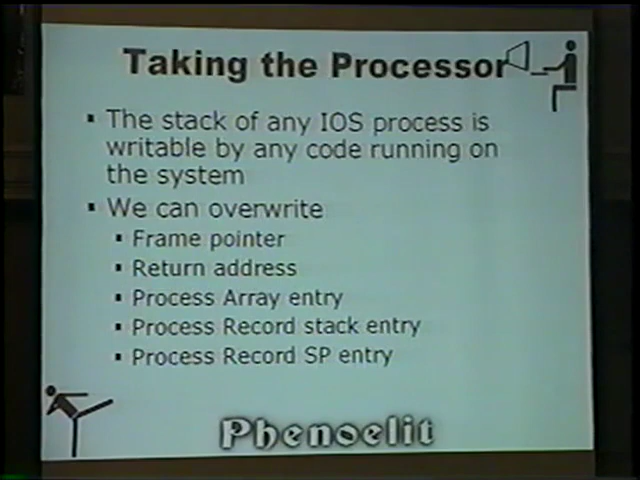 Taking the Processor
▪ The stack of any IOS process is
writable by any code running on
the system
▪ We can overwrite
▪ Frame pointer
▪ Return address
▪ Process Array entry
▪ Process Record stack entry
▪ Process Record SP entry
Phenoelit